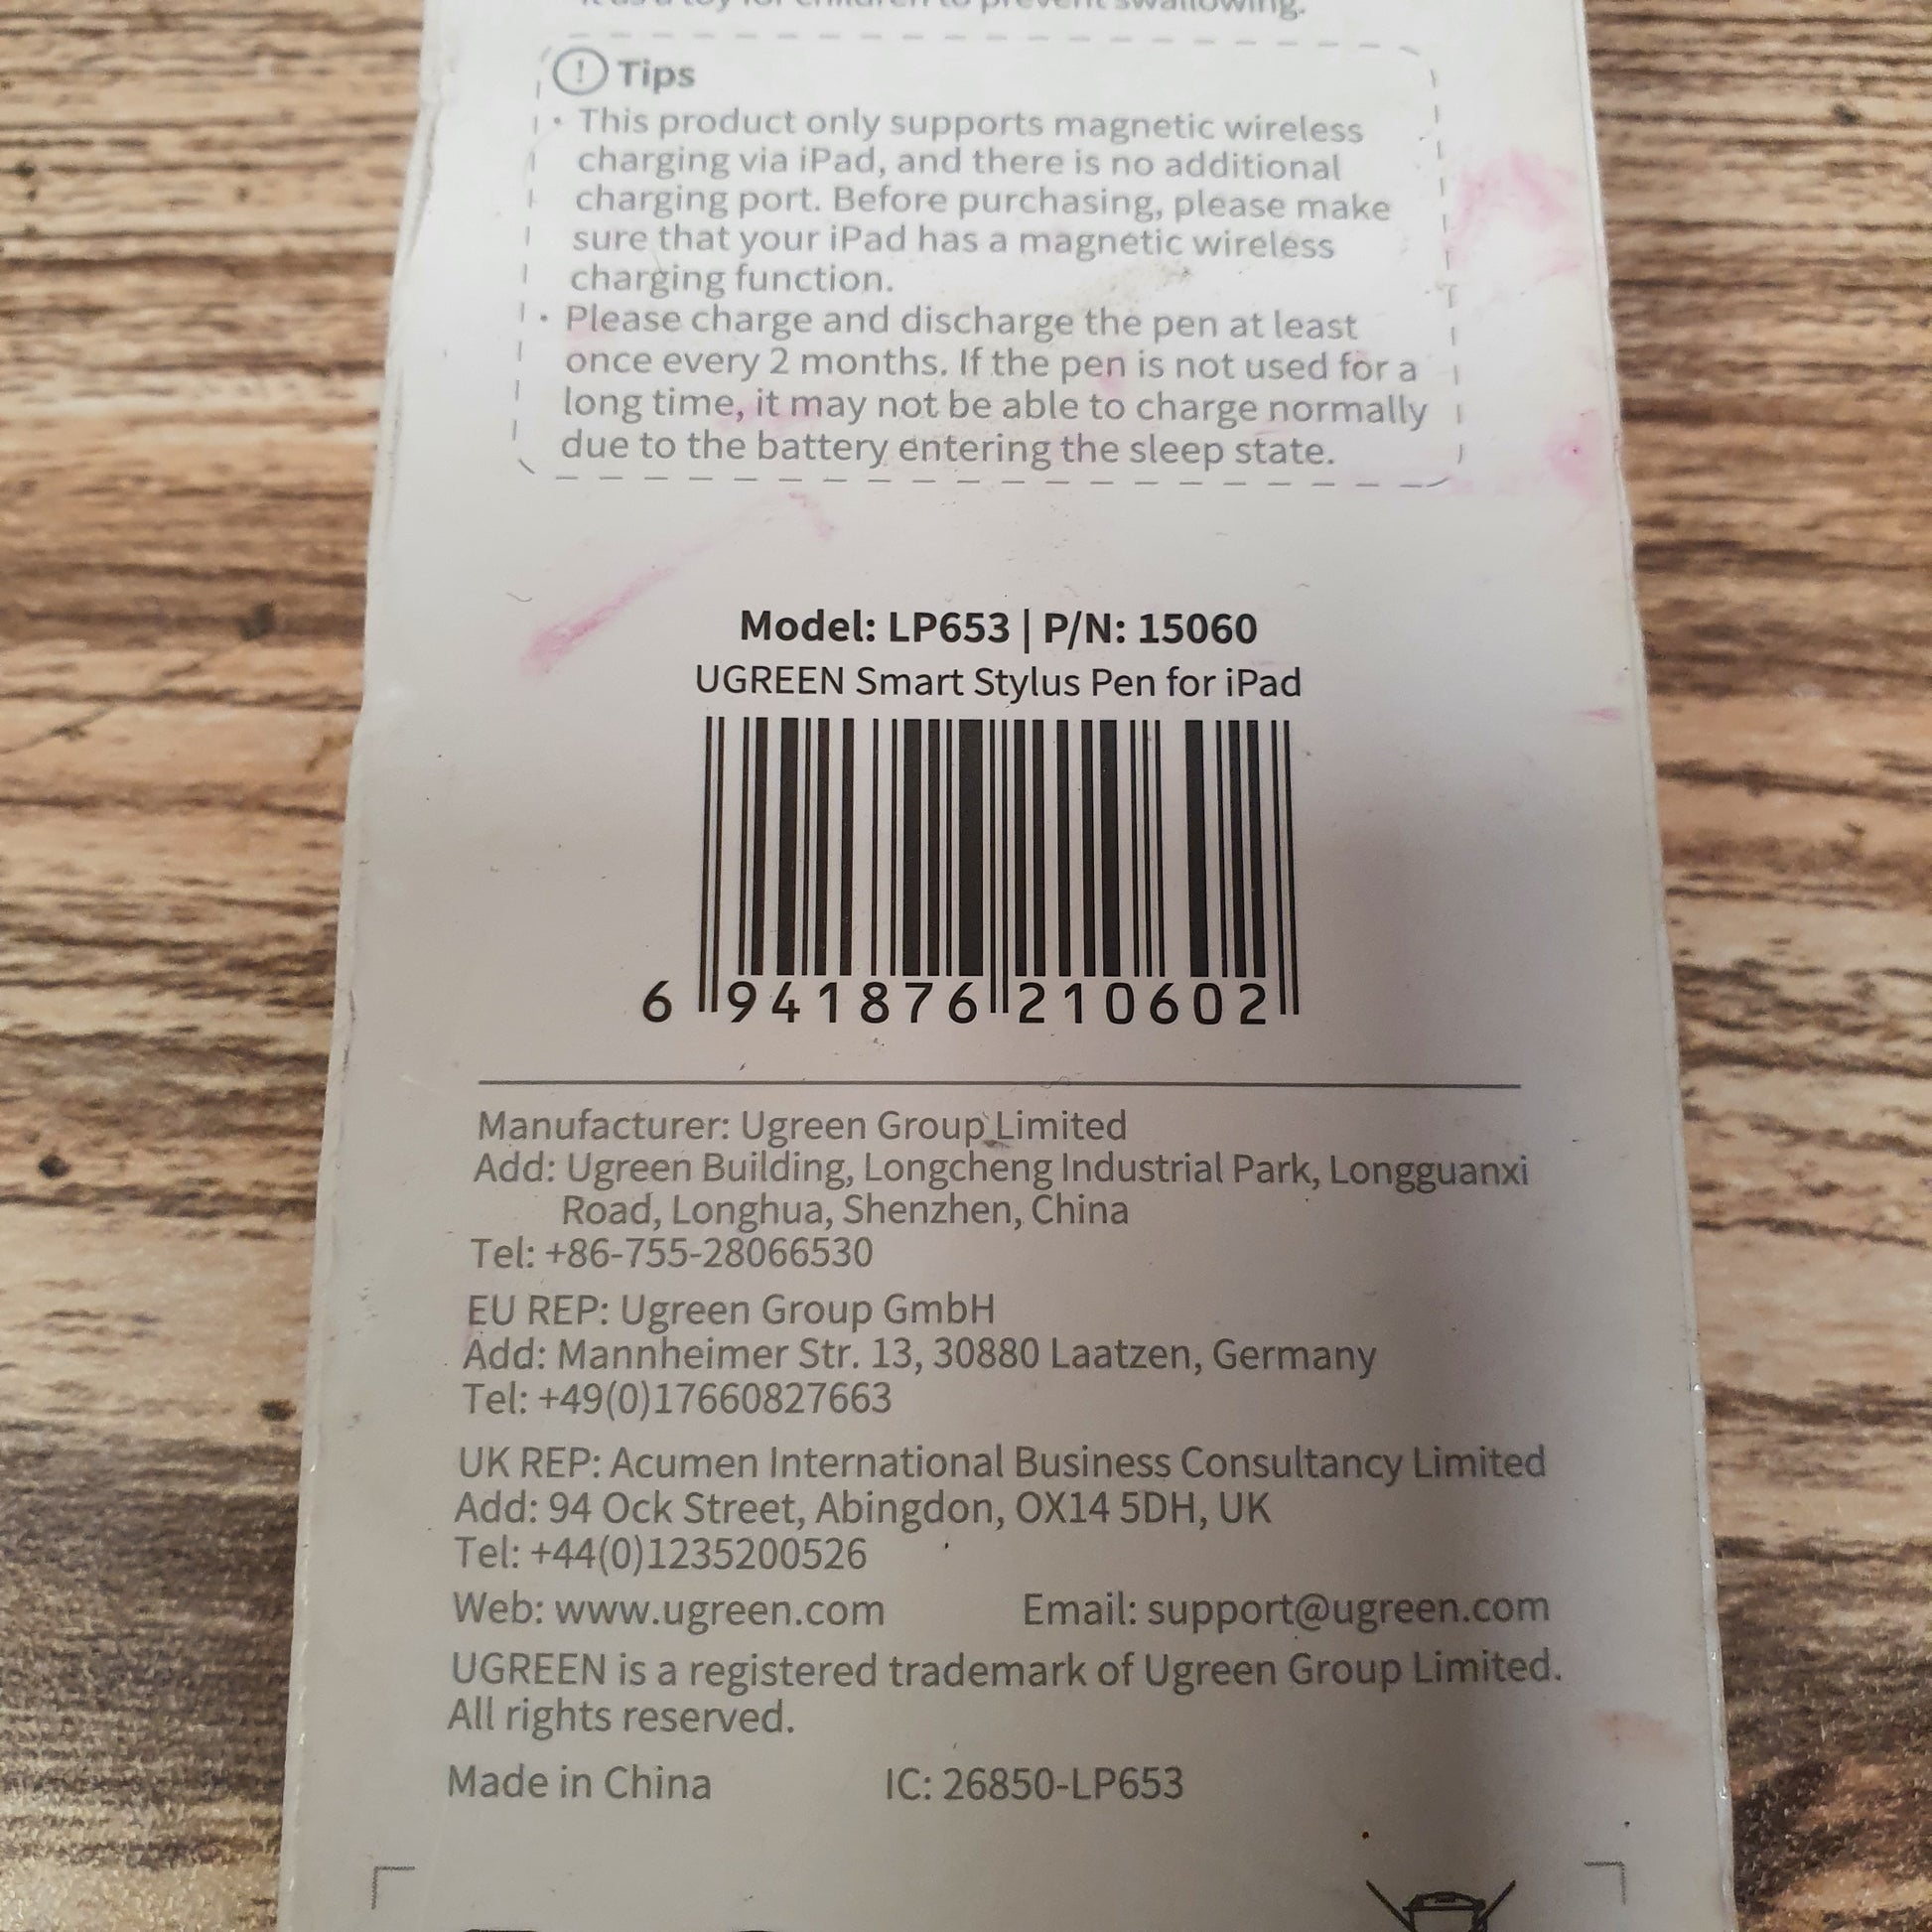 it as a toy for children to prevent swallowing.
Tips
· This product only supports magnetic wireless
charging via iPad, and there is no additional
charging port. Before purchasing, please make
sure that your iPad has a magnetic wireless
charging function.
· Please charge and discharge the pen at least
once every 2 months. If the pen is not used for a
long time, it may not be able to charge normally
due to the battery entering the sleep state.
Model: LP653 | P/N: 15060
UGREEN Smart Stylus Pen for iPad
6 941876 210602
Manufacturer: Ugreen Group Limited
Add: Ugreen Building, Longcheng Industrial Park, Longguanxi
Road, Longhua, Shenzhen, China
Tel: +86-755-28066530
EU REP: Ugreen Group GmbH
Add: Mannheimer Str. 13, 30880 Laatzen, Germany
Tel: +49(0)17660827663
UK REP: Acumen International Business Consultancy Limited
Add: 94 Ock Street, Abingdon, OX14 5DH, UK
Tel: +44(0)1235200526
Web: www.ugreen.com Email: support@ugreen.com
UGREEN is a registered trademark of Ugreen Group Limited.
All rights reserved.
Made in China IC: 26850-LP653